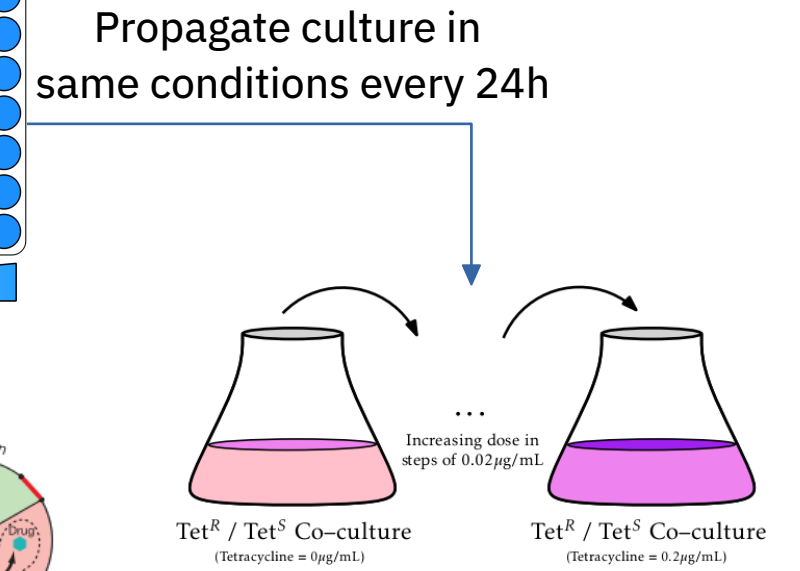 Propagate culture in
same conditions every 24h
...
Increasing dose in
steps of 0.02μg/mL
Tet^R / Tet^S Co–culture
(Tetracycline = 0μg/mL)
Tet^R / Tet^S Co–culture
(Tetracycline = 0.2μg/mL)
Drug